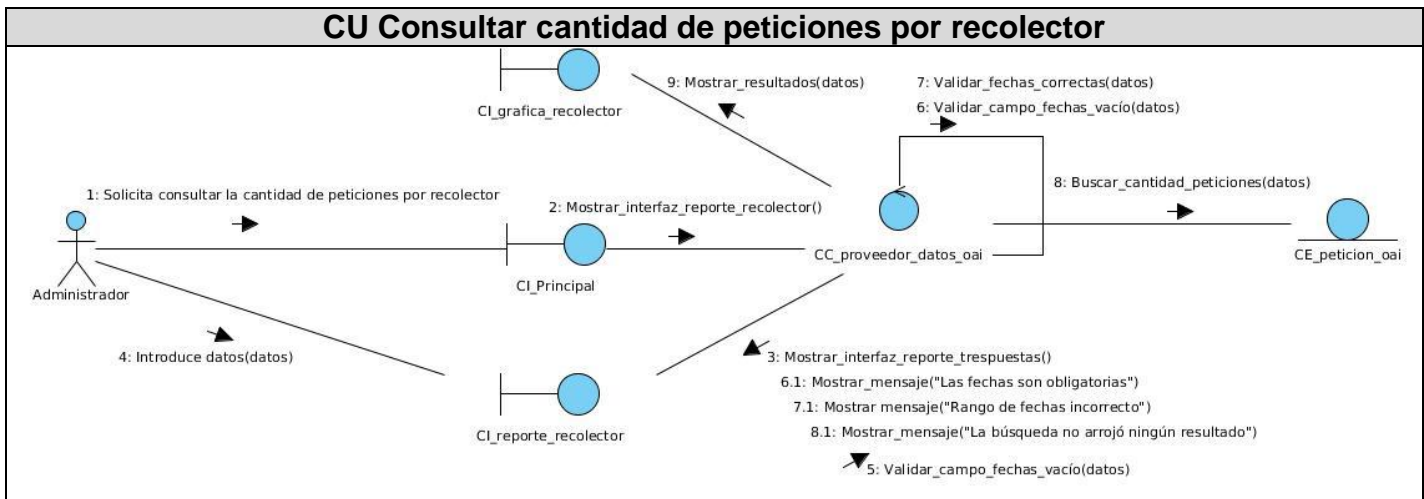 CU Consultar cantidad de peticiones por recolector
CI_grafica_recolector
9: Mostrar_resultados(datos)
7: Validar_fechas_correctas(datos)
6: Validar_campo_fechas_vacío(datos)
1: Solicita consultar la cantidad de peticiones por recolector
2: Mostrar_interfaz_reporte_recolector()
8: Buscar_cantidad_peticiones(datos)
Administrador
CI_Principal
CC_proveedor_datos_oai
CE_peticion_oai
4: Introduce datos(datos)
3: Mostrar_interfaz_reporte_trespuestas()
6.1: Mostrar_mensaje("Las fechas son obligatorias")
7.1: Mostrar mensaje("Rango de fechas incorrecto")
8.1: Mostrar_mensaje("La búsqueda no arrojó ningún resultado")
CI_reporte_recolector
5: Validar_campo_fechas_vacío(datos)